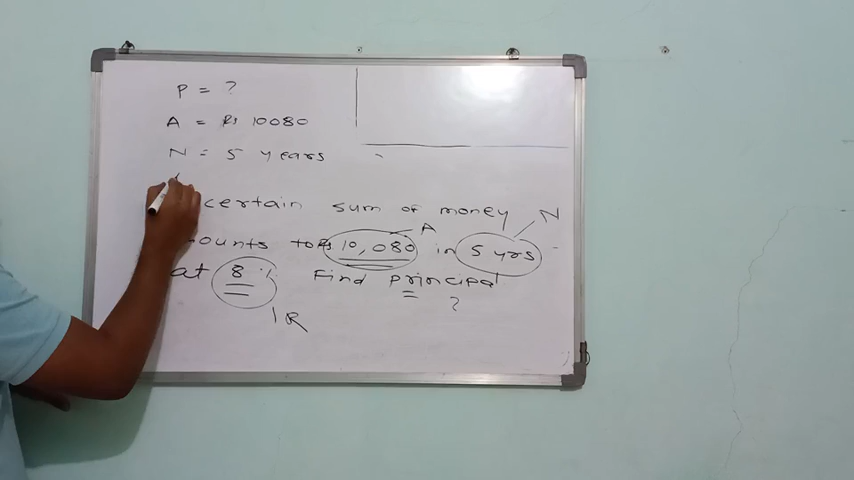 P = ?
A = Rs 10080
N = 5 years
certain sum of money N
ounts to Rs 10,080 A in 5 yrs
at 8 % Find principal
R ?